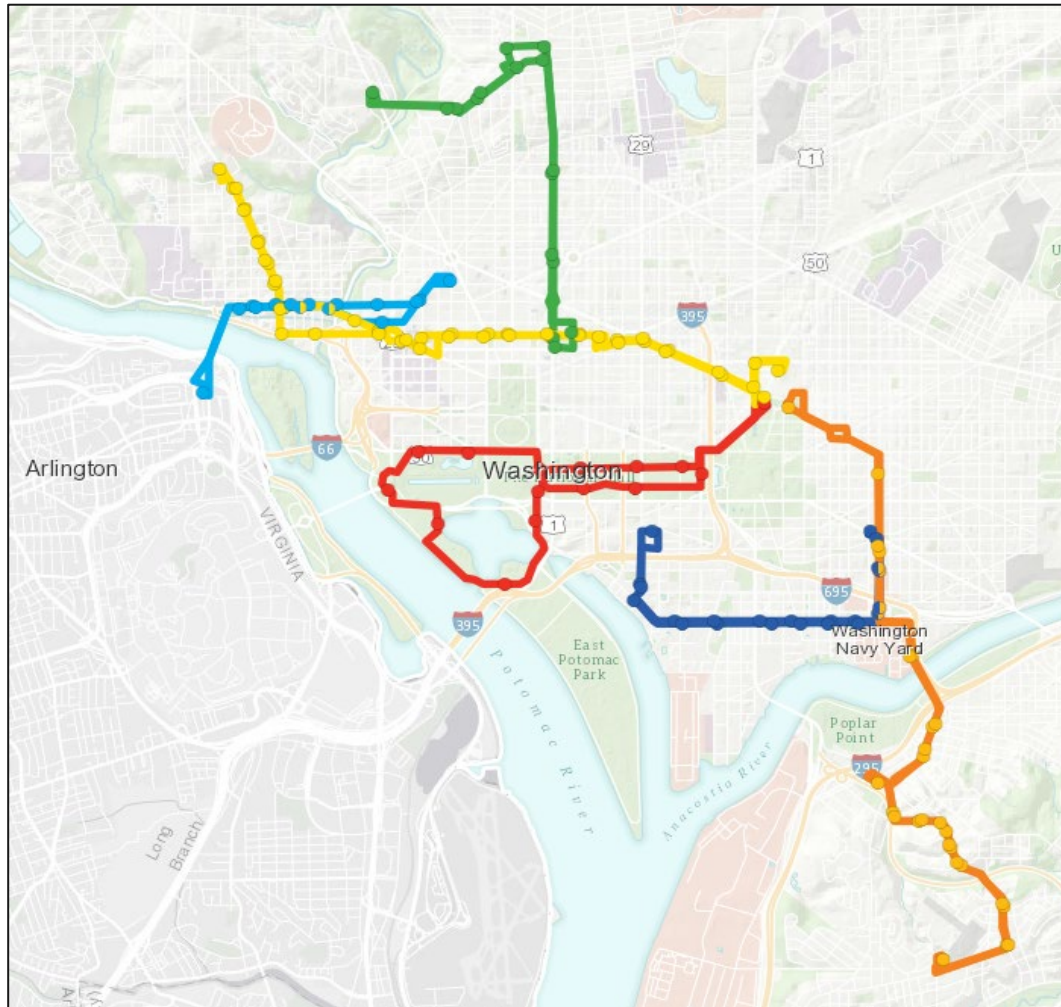 29
1
50
395
66
Arlington
Washington
1
VIRGINIA
395
695
Washington
Navy Yard
East
Potomac
Park
Potomac River
Poplar
Point
295
Anacostia River
Long
Branch